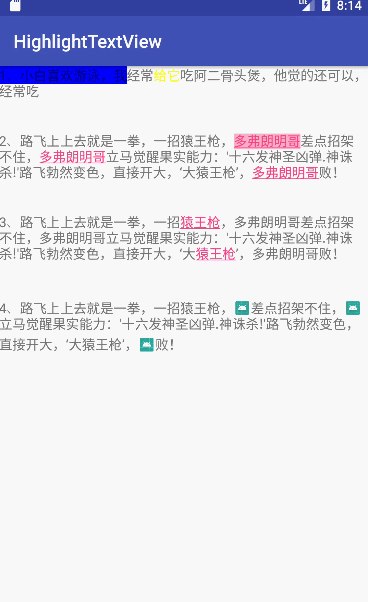 8:14
HighlightTextView
1、小白喜欢游泳，我经常给它吃阿二骨头煲，他觉的还可以，
经常吃
2、路飞上上去就是一拳，一招猿王枪，多弗朗明哥差点招架
不住，多弗朗明哥立马觉醒果实能力：'十六发神圣凶弹.神诛
杀!'路飞勃然变色，直接开大，‘大猿王枪’，多弗朗明哥败！
3、路飞上上去就是一拳，一招猿王枪，多弗朗明哥差点招架
不住，多弗朗明哥立马觉醒果实能力：'十六发神圣凶弹.神诛
杀!'路飞勃然变色，直接开大，‘大猿王枪’，多弗朗明哥败！
4、路飞上上去就是一拳，一招猿王枪，差点招架不住，
立马觉醒果实能力：'十六发神圣凶弹.神诛杀!'路飞勃然变色，
直接开大，‘大猿王枪’，败！